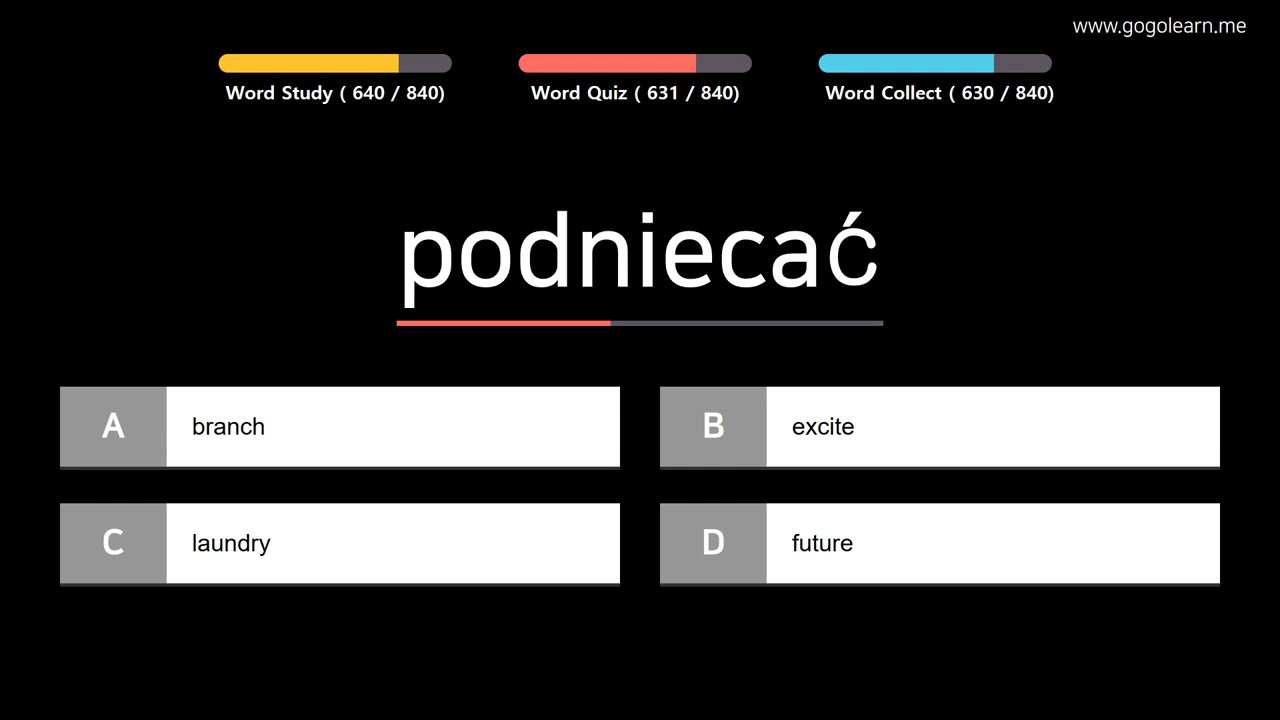 www.gogolearn.me
Word Study ( 640 / 840)
Word Quiz ( 631 / 840)
Word Collect ( 630 / 840)
podniecać
A branch
B excite
C laundry
D future